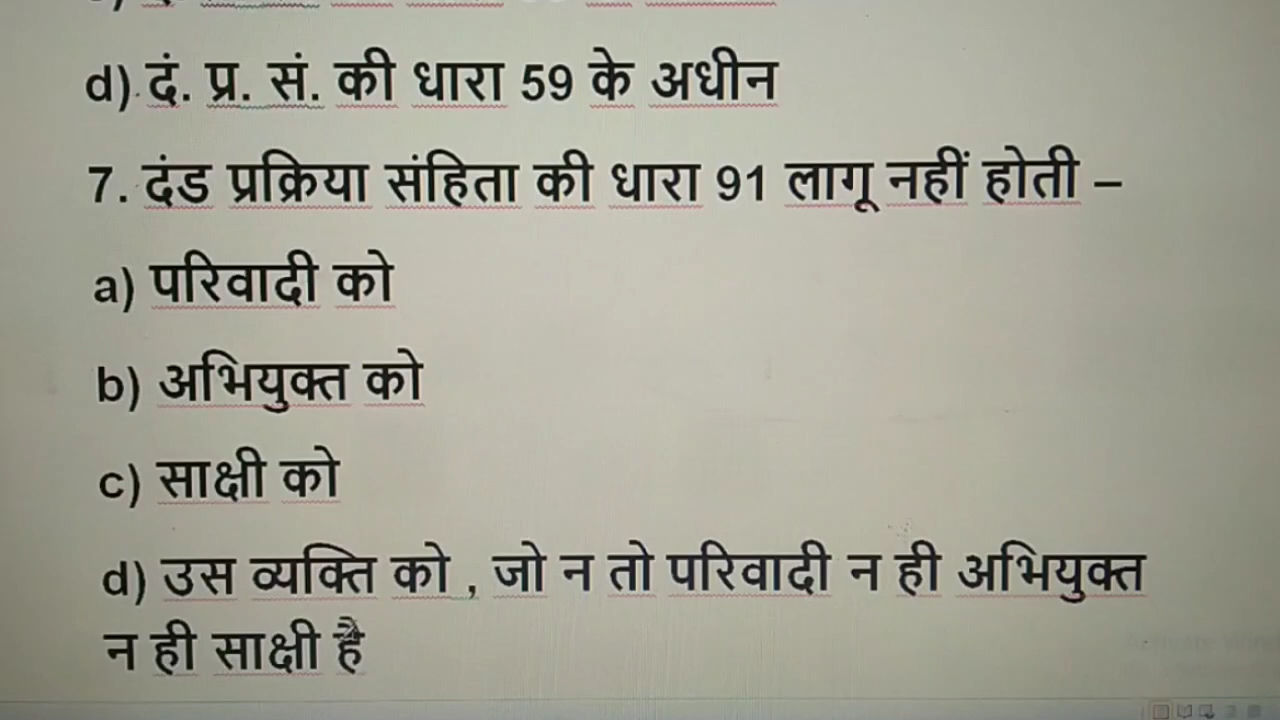 d) दं. प्र. सं. की धारा 59 के अधीन
7. दंड प्रक्रिया संहिता की धारा 91 लागू नहीं होती –
a) परिवादी को
b) अभियुक्त को
c) साक्षी को
d) उस व्यक्ति को , जो न तो परिवादी न ही अभियुक्त
न ही साक्षी है